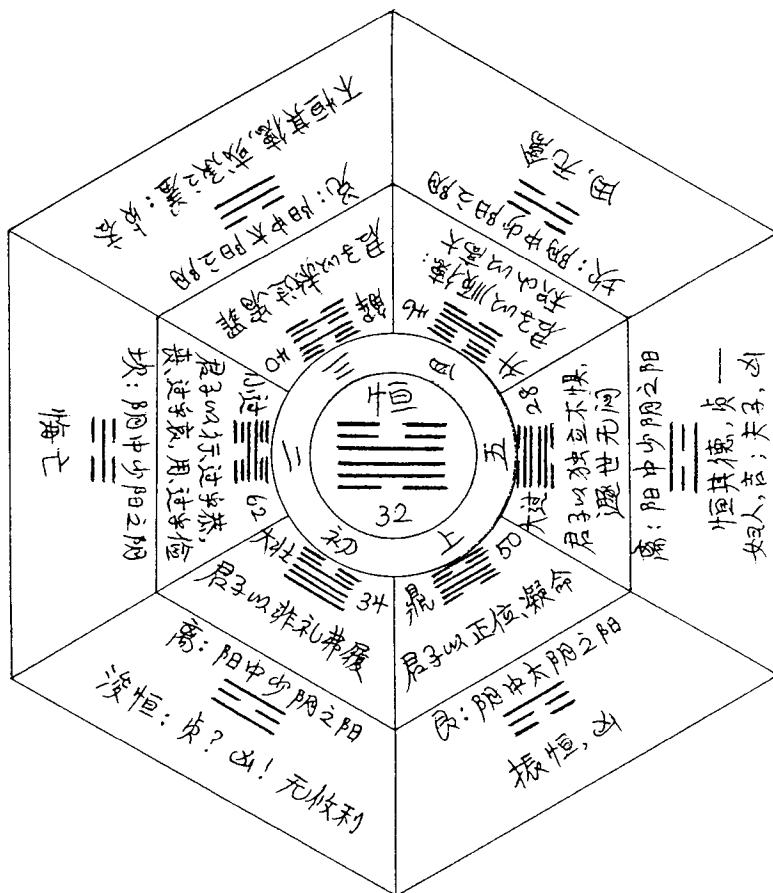 恒
32
初
二
三
四
五
上
大壮
34
君子以非礼弗履
离：阳中少阴之阳
浚恒：贞？凶！无攸利
小过
62
君子以行过乎恭，
丧、过乎哀，用、过乎俭
坎：阴中少阳之阴
悔亡
解
40
君子以赦过宥罪
兑：阳中太阳之阴
不恒其德，或承之羞：贞吝
升
46
君子以顺德：
积小以高大
坎：阴中少阳之阴
田，无禽
大过
28
君子以独立不惧，
遯世无闷
离：阳中少阴之阳
恒其德，贞—
妇人，吉；夫子，凶
鼎
50
君子以正位、凝命
艮：阴中太阴之阳
振恒，凶